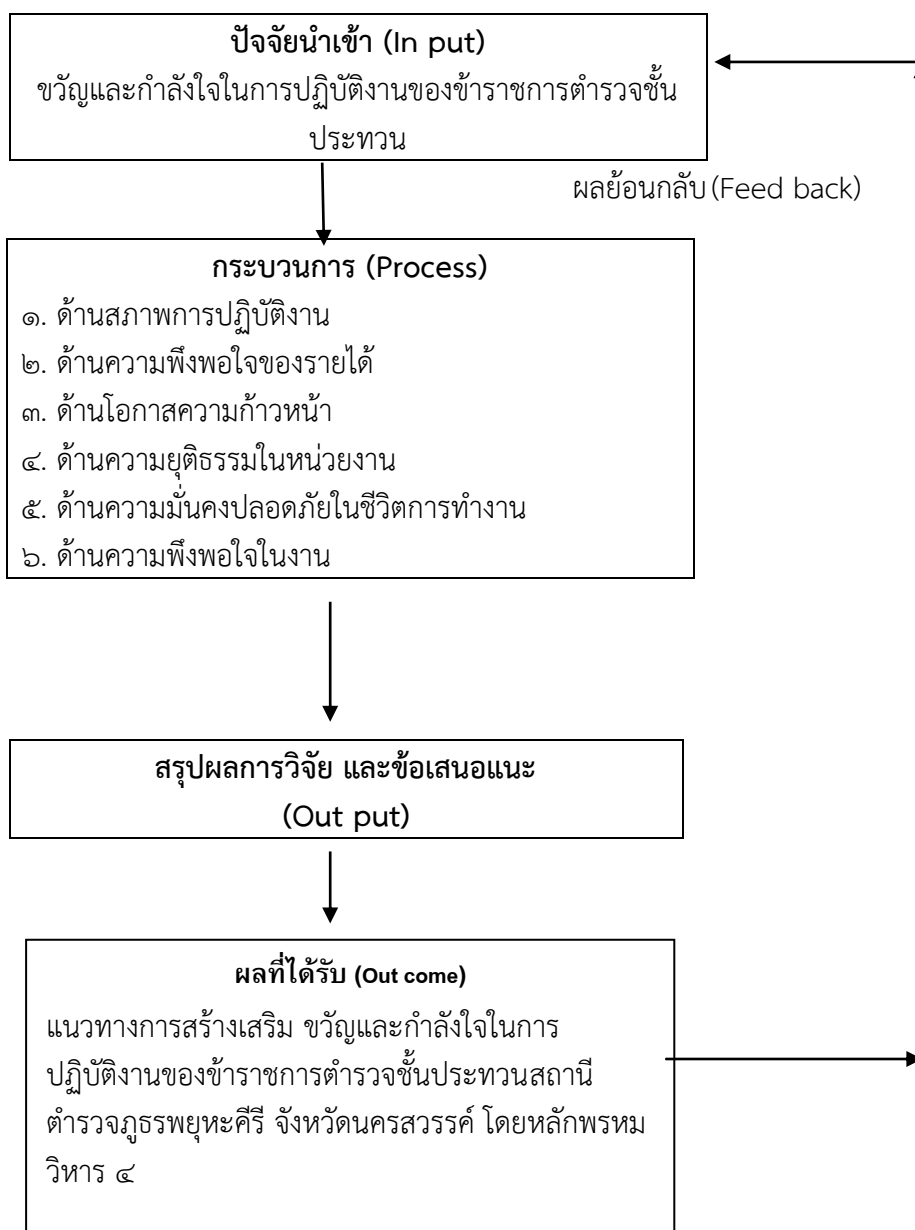 ปัจจัยนำเข้า (In put)
ขวัญและกำลังใจในการปฏิบัติงานของข้าราชการตำรวจชั้น
ประทวน
ผลย้อนกลับ (Feed back)
กระบวนการ (Process)
๑. ด้านสภาพการปฏิบัติงาน
๒. ด้านความพึงพอใจของรายได้
๓. ด้านโอกาสความก้าวหน้า
๔. ด้านความยุติธรรมในหน่วยงาน
๕. ด้านความมั่นคงปลอดภัยในชีวิตการทำงาน
๖. ด้านความพึงพอใจในงาน
สรุปผลการวิจัย และข้อเสนอแนะ
(Out put)
ผลที่ได้รับ (Out come)
แนวทางการสร้างเสริม ขวัญและกำลังใจในการ
ปฏิบัติงานของข้าราชการตำรวจชั้นประทวนสถานี
ตำรวจภูธรพยุหะคีรี จังหวัดนครสวรรค์ โดยหลักพรหม
วิหาร ๔